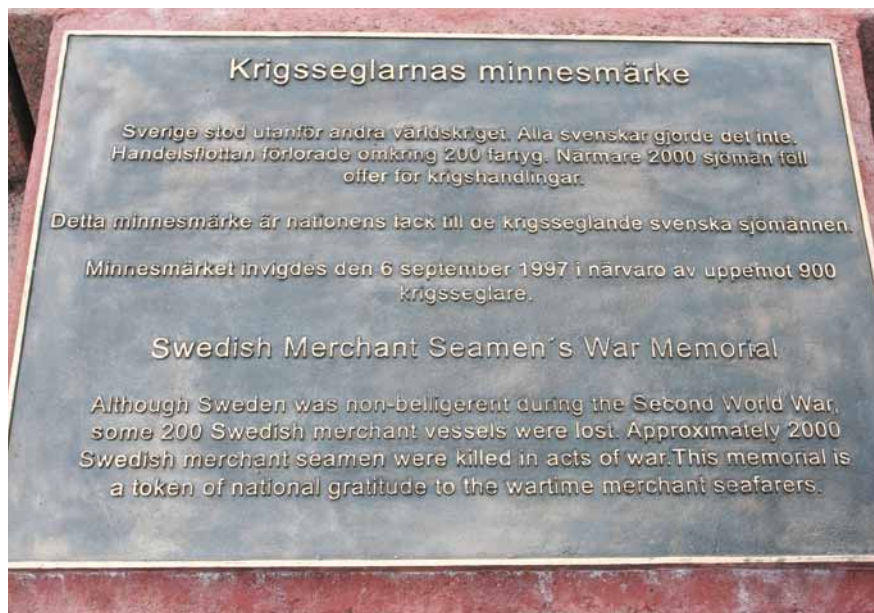 Krigsseglarnas minnesmärke
Sverige stod utanför andra världskriget. Alla svenskar gjorde det inte.
Handelsflottan förlorade omkring 200 fartyg. Närmare 2000 sjömän föll
offer för krigshandlingar.
Detta minnesmärke är nationens tack till de krigsseglande svenska sjömännen.
Minnesmärket invigdes den 6 september 1997 i närvaro av uppemot 900
krigsseglare.
Swedish Merchant Seamen´s War Memorial
Although Sweden was non-belligerent during the Second World War,
some 200 Swedish merchant vessels were lost. Approximately 2000
Swedish merchant seamen were killed in acts of war.This memorial is
a token of national gratitude to the wartime merchant seafarers.